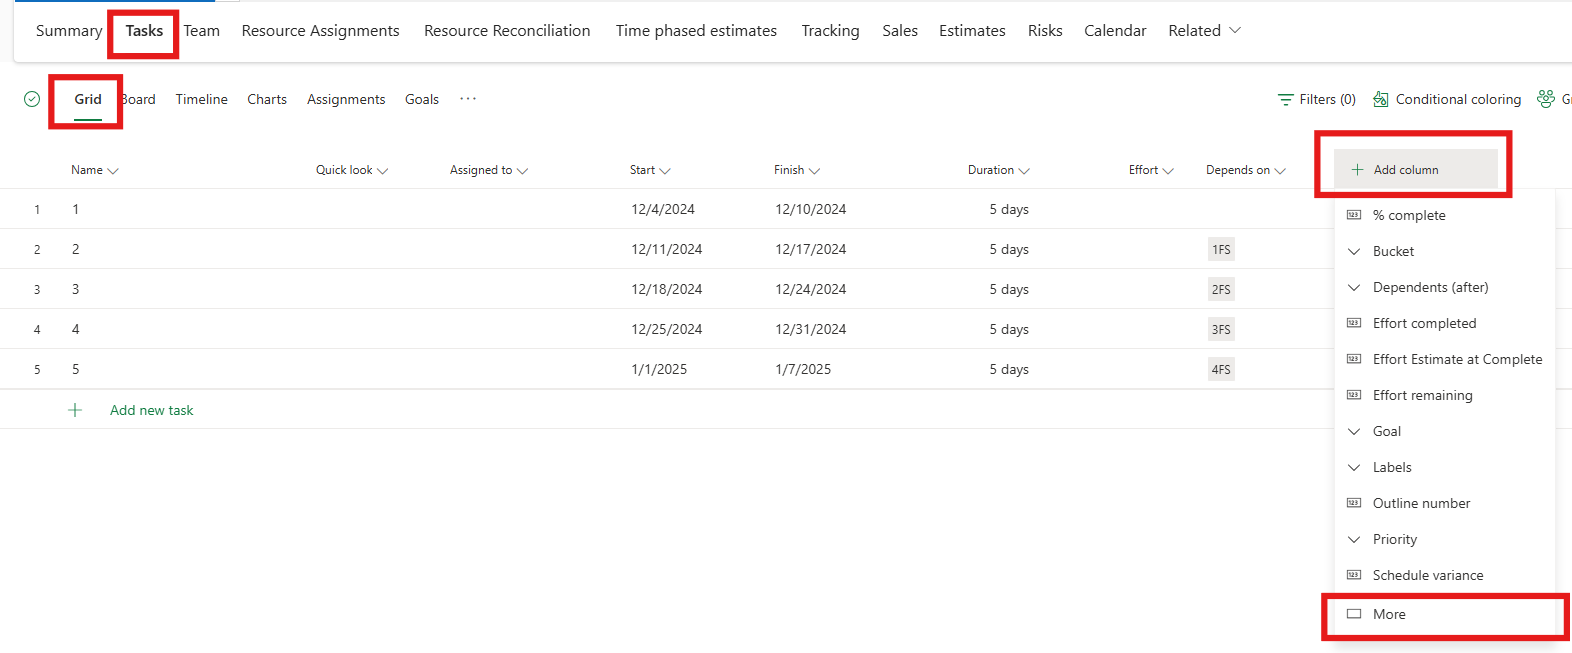 Summary Tasks Team Resource Assignments Resource Reconciliation Time phased estimates Tracking Sales Estimates Risks Calendar Related
Grid Board Timeline Charts Assignments Goals ... Filters (0) Conditional coloring
Name Quick look Assigned to Start Finish Duration Effort Depends on + Add column
1 1 12/4/2024 12/10/2024 5 days
2 2 12/11/2024 12/17/2024 5 days 1FS
3 3 12/18/2024 12/24/2024 5 days 2FS
4 4 12/25/2024 12/31/2024 5 days 3FS
5 5 1/1/2025 1/7/2025 5 days 4FS
+ Add new task
% complete
Bucket
Dependents (after)
Effort completed
Effort Estimate at Complete
Effort remaining
Goal
Labels
Outline number
Priority
Schedule variance
More